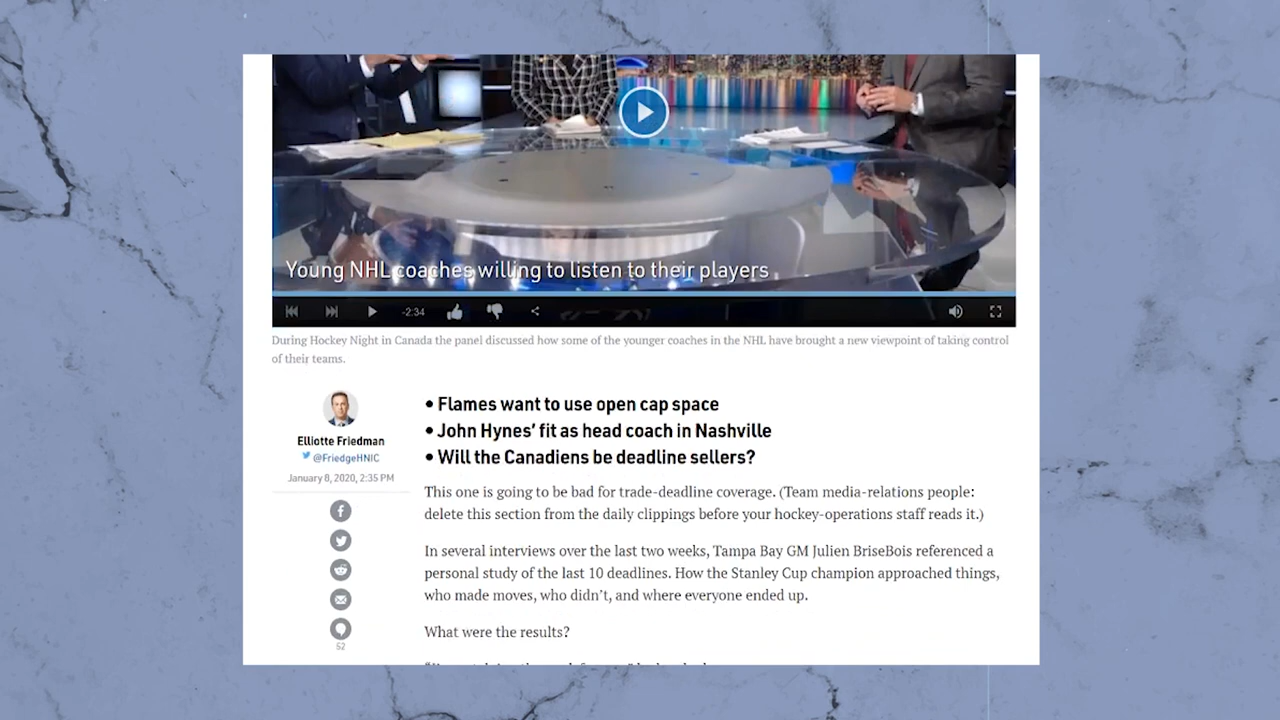 Young NHL coaches willing to listen to their players
-2:34
During Hockey Night in Canada the panel discussed how some of the younger coaches in the NHL have brought a new viewpoint of taking control
of their teams.
• Flames want to use open cap space
• John Hynes’ fit as head coach in Nashville
• Will the Canadiens be deadline sellers?
Elliotte Friedman
@FriedgeHNIC
January 8, 2020, 2:35 PM
This one is going to be bad for trade-deadline coverage. (Team media-relations people:
delete this section from the daily clippings before your hockey-operations staff reads it.)
In several interviews over the last two weeks, Tampa Bay GM Julien BriseBois referenced a
personal study of the last 10 deadlines. How the Stanley Cup champion approached things,
who made moves, who didn’t, and where everyone ended up.
What were the results?
52